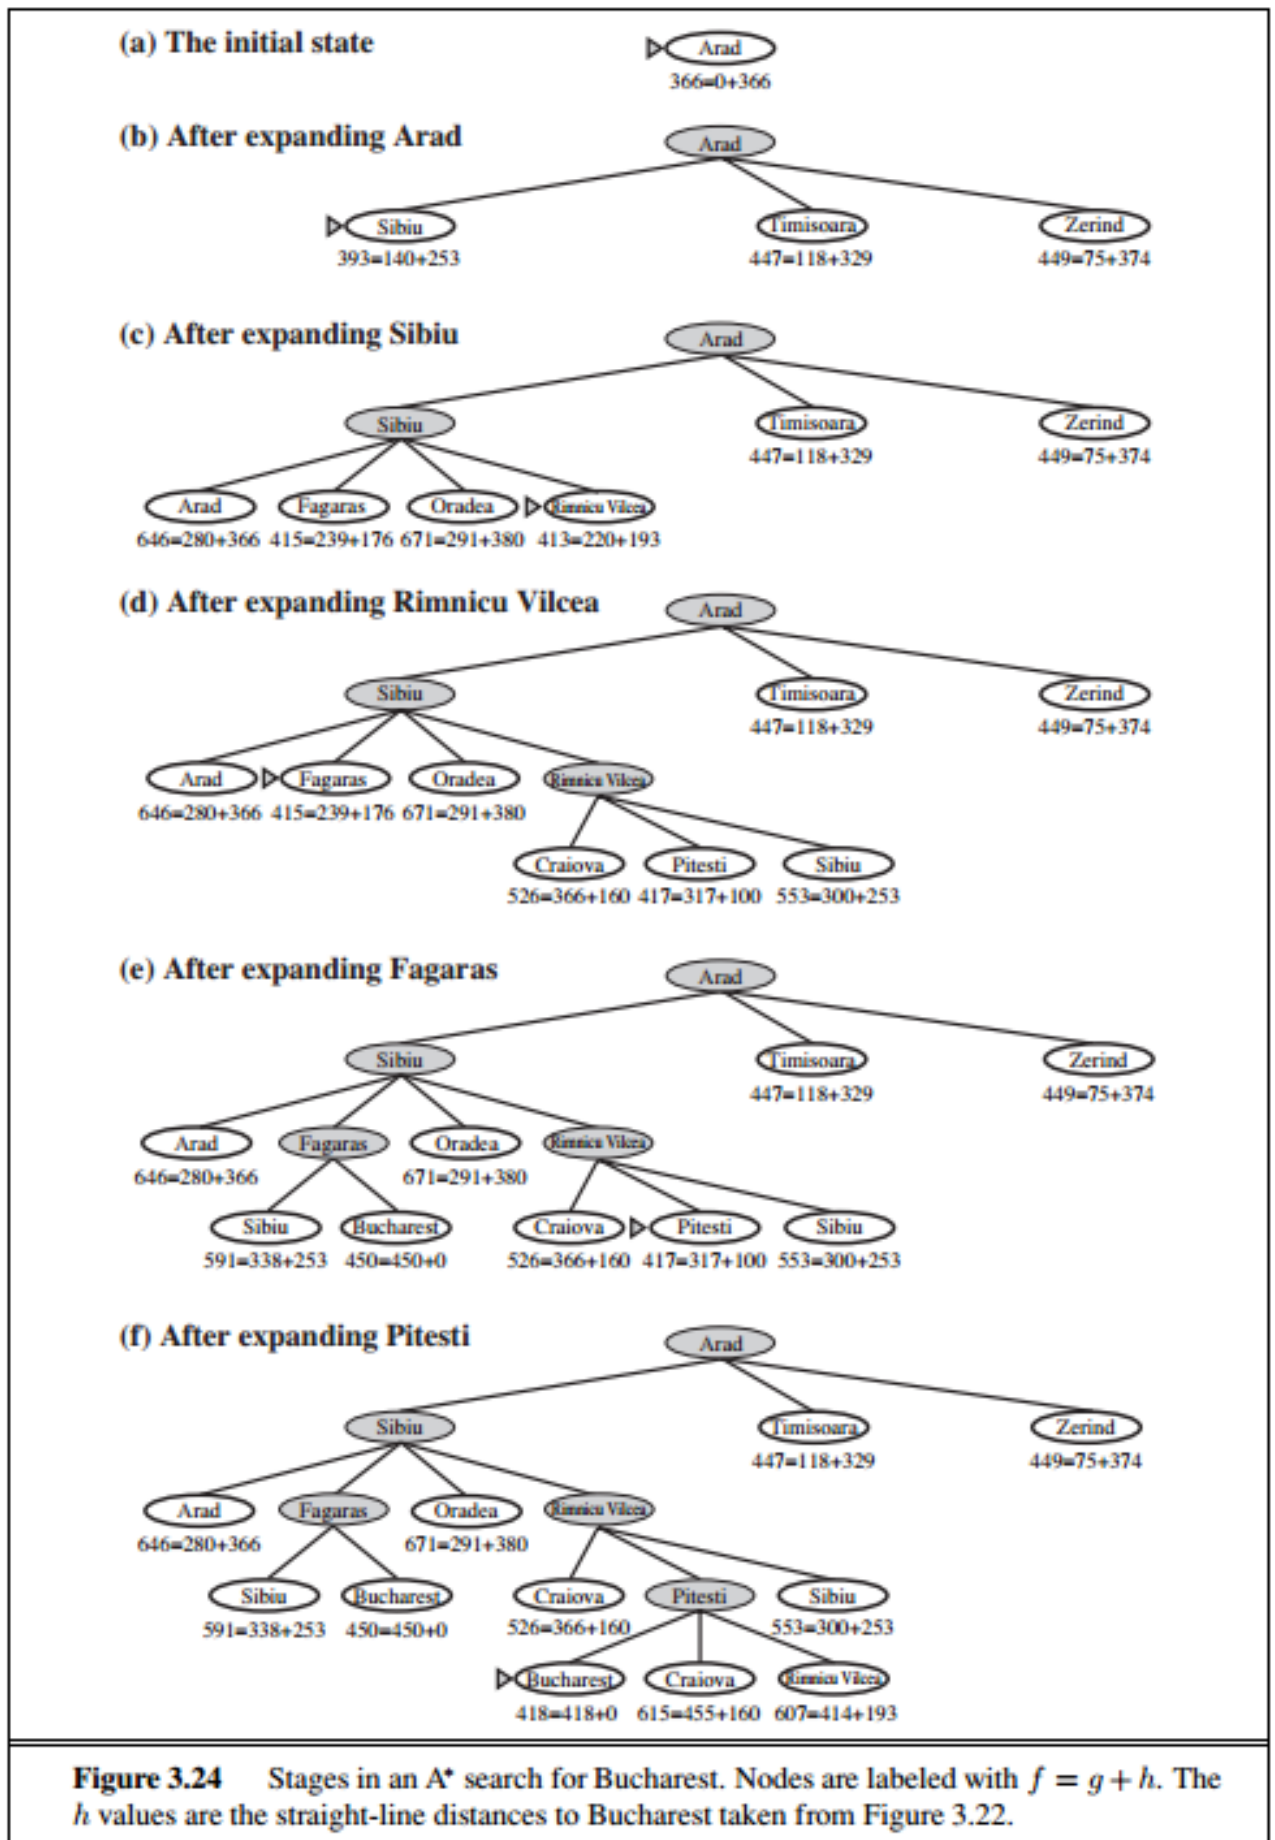 (a) The initial state
Arad
366=0+366
(b) After expanding Arad
Arad
Sibiu Timisoara Zerind
393=140+253 447=118+329 449=75+374
(c) After expanding Sibiu
Arad
Sibiu Timisoara Zerind
447=118+329 449=75+374
Arad Fagaras Oradea Rimnicu Vilcea
646=280+366 415=239+176 671=291+380 413=220+193
(d) After expanding Rimnicu Vilcea
Arad
Sibiu Timisoara Zerind
447=118+329 449=75+374
Arad Fagaras Oradea Rimnicu Vilcea
646=280+366 415=239+176 671=291+380
Craiova Pitesti Sibiu
526=366+160 417=317+100 553=300+253
(e) After expanding Fagaras
Arad
Sibiu Timisoara Zerind
447=118+329 449=75+374
Arad Fagaras Oradea Rimnicu Vilcea
646=280+366 671=291+380
Sibiu Bucharest Craiova Pitesti Sibiu
591=338+253 450=450+0 526=366+160 417=317+100 553=300+253
(f) After expanding Pitesti
Arad
Sibiu Timisoara Zerind
447=118+329 449=75+374
Arad Fagaras Oradea Rimnicu Vilcea
646=280+366 671=291+380
Sibiu Bucharest Craiova Pitesti Sibiu
591=338+253 450=450+0 526=366+160 553=300+253
Bucharest Craiova Rimnicu Vilcea
418=418+0 615=455+160 607=414+193
Figure 3.24 Stages in an A* search for Bucharest. Nodes are labeled with f = g + h. The
h values are the straight-line distances to Bucharest taken from Figure 3.22.